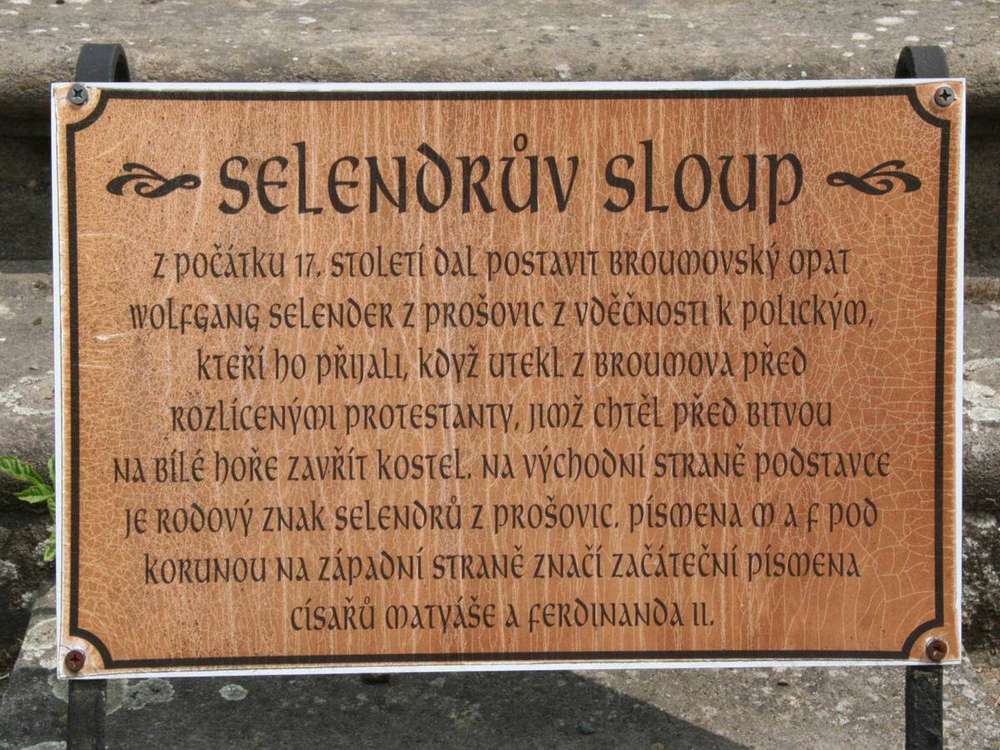 SELENDRŮV SLOUP
Z POČÁTKU 17. STOLETÍ DAL POSTAVIT BROUMOVSKÝ OPAT
WOLFGANG SELENDER Z PROŠOVIC Z VDĚČNOSTI K POLICKÝM,
KTEŘÍ HO PŘIJALI, KDYŽ UTEKL Z BROUMOVA PŘED
ROZLÍCENÝMI PROTESTANTY, JIMŽ CHTĚL PŘED BITVOU
NA BÍLÉ HOŘE ZAVŘÍT KOSTEL. NA VÝCHODNÍ STRANĚ PODSTAVCE
JE RODOVÝ ZNAK SELENDRŮ Z PROŠOVIC. PÍSMENA M A F POD
KORUNOU NA ZÁPADNÍ STRANĚ ZNAČÍ ZAČÁTEČNÍ PÍSMENA
CÍSAŘŮ MATYÁŠE A FERDINANDA II.